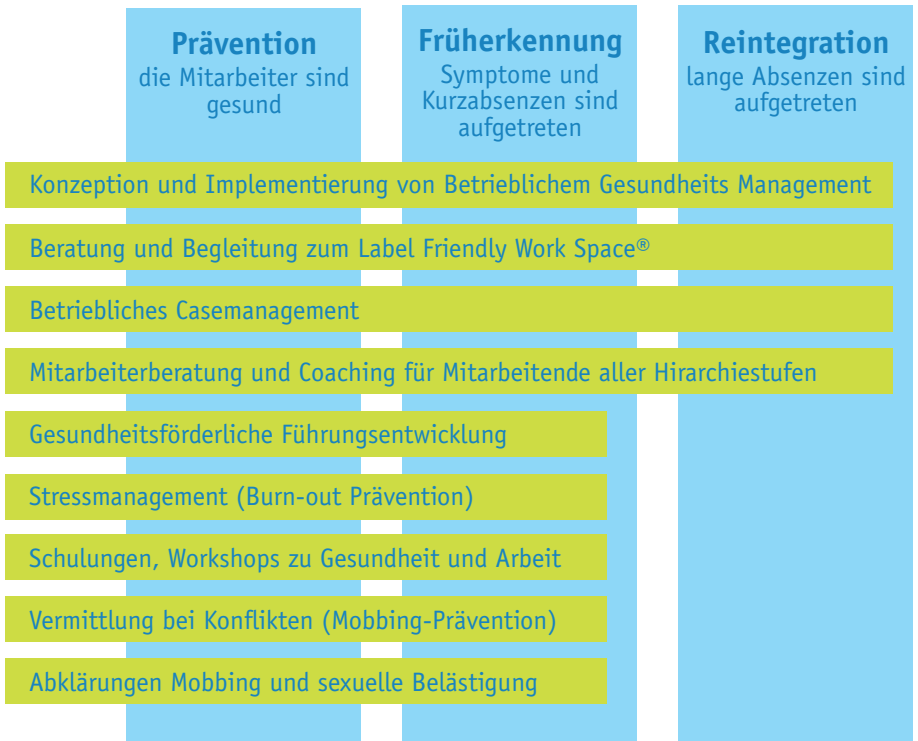 Prävention
die Mitarbeiter sind
gesund
Früherkennung
Symptome und
Kurzabsenzen sind
aufgetreten
Reintegration
lange Absenzen sind
aufgetreten
Konzeption und Implementierung von Betrieblichem Gesundheits Management
Beratung und Begleitung zum Label Friendly Work Space®
Betriebliches Casemanagement
Mitarbeiterberatung und Coaching für Mitarbeitende aller Hirarchiestufen
Gesundheitsförderliche Führungsentwicklung
Stressmanagement (Burn-out Prävention)
Schulungen, Workshops zu Gesundheit und Arbeit
Vermittlung bei Konflikten (Mobbing-Prävention)
Abklärungen Mobbing und sexuelle Belästigung